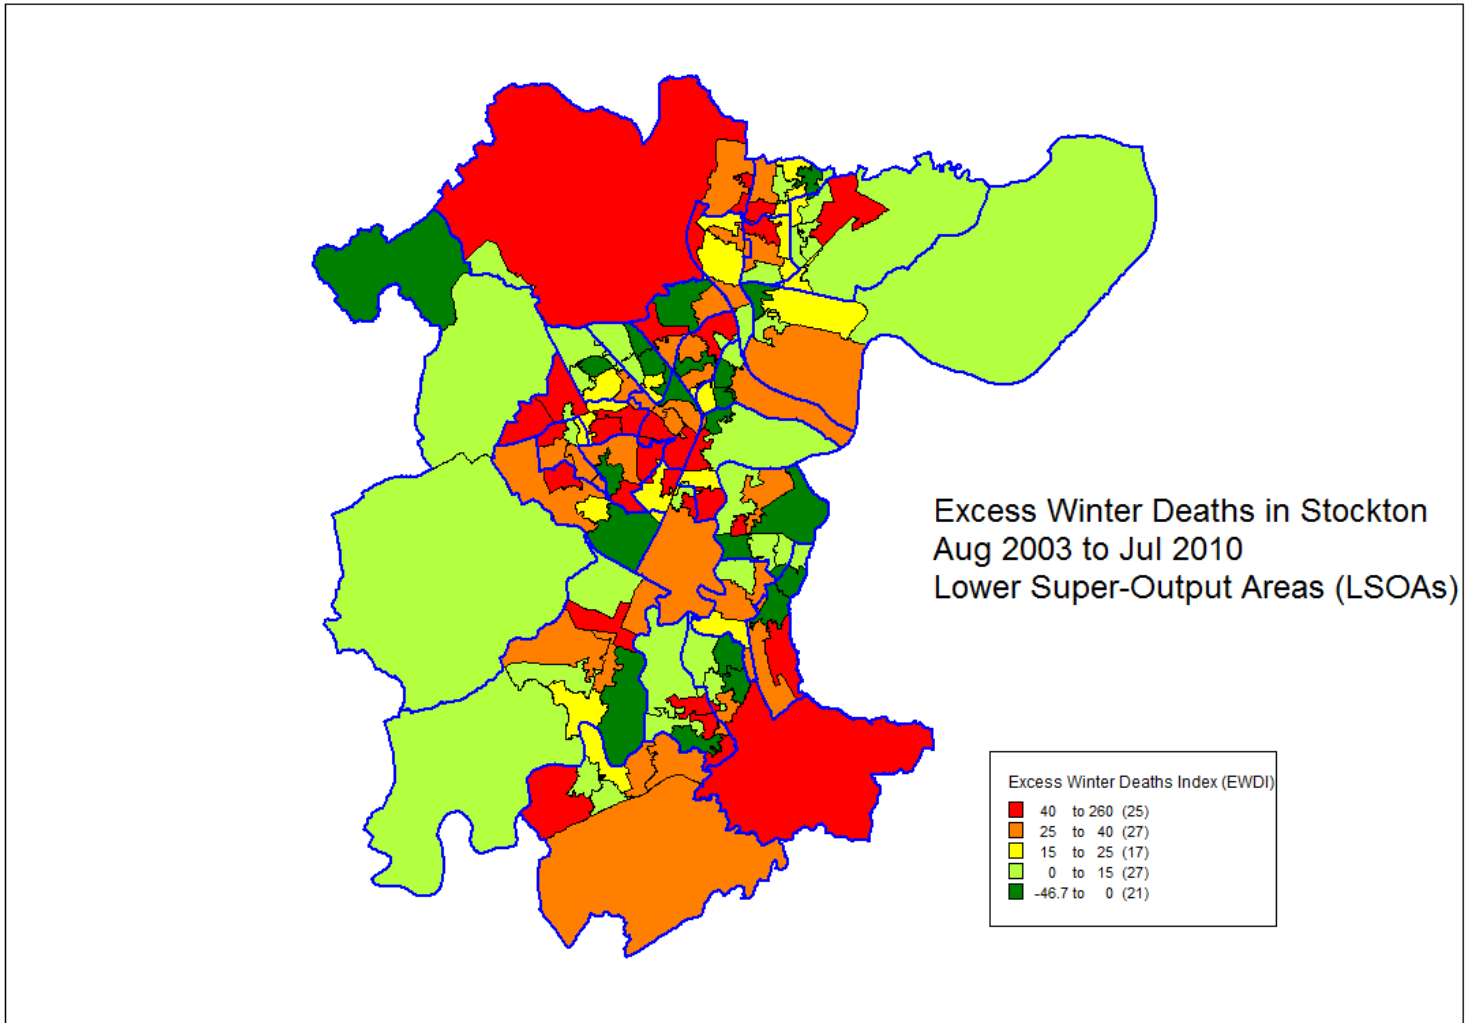 Excess Winter Deaths in Stockton
Aug 2003 to Jul 2010
Lower Super-Output Areas (LSOAs)
Excess Winter Deaths Index (EWDI)
40 to 260 (25)
25 to 40 (27)
15 to 25 (17)
0 to 15 (27)
-46.7 to 0 (21)